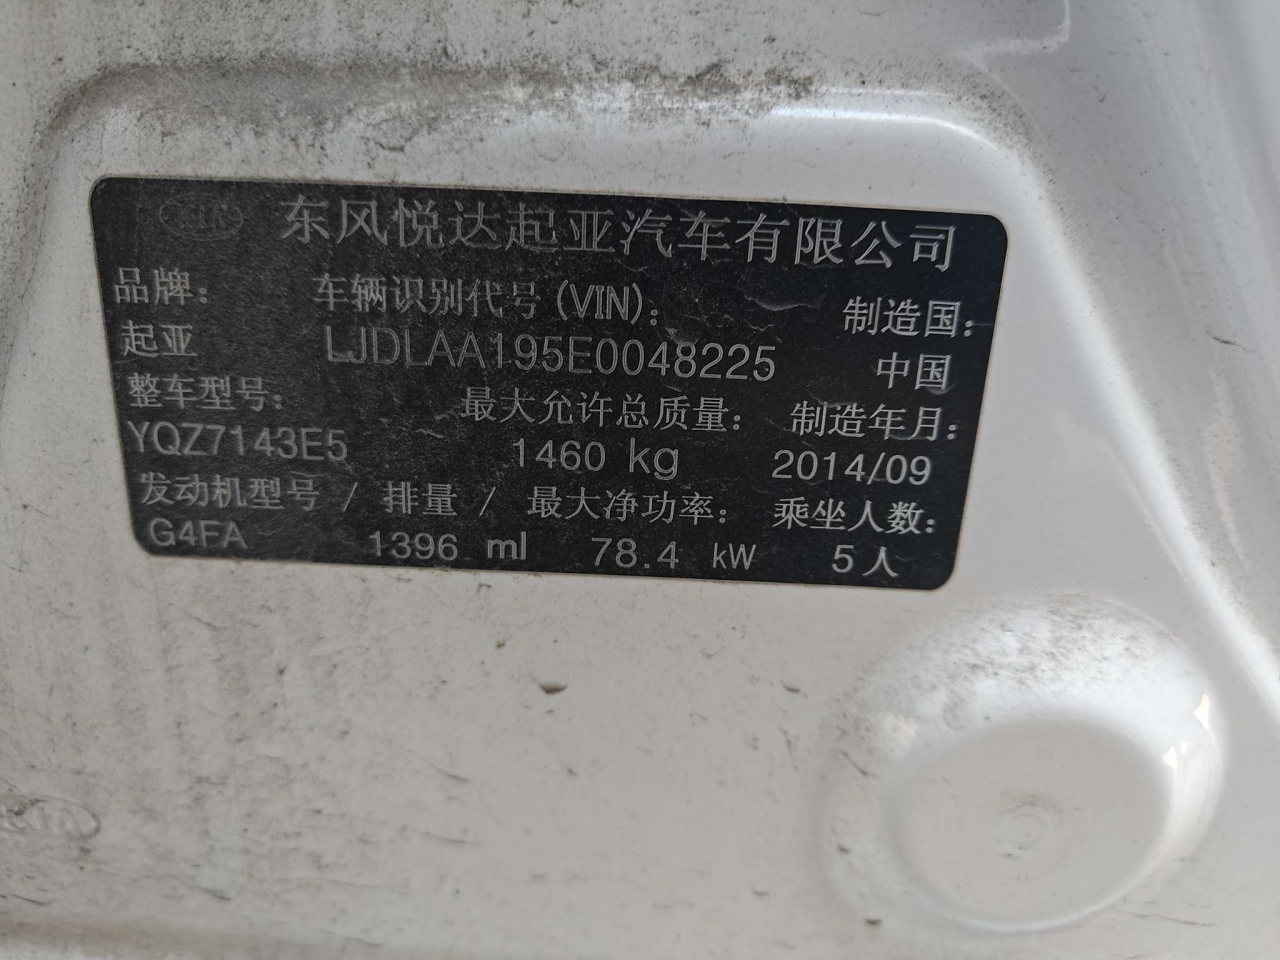 KIA 东风悦达起亚汽车有限公司
品牌： 车辆识别代号(VIN)： 制造国：
起亚 LJDLAA195E0048225 中国
整车型号： 最大允许总质量： 制造年月：
YQZ7143E5 1460 kg 2014/09
发动机型号 / 排量 / 最大净功率： 乘坐人数：
G4FA 1396 ml 78.4 kW 5人